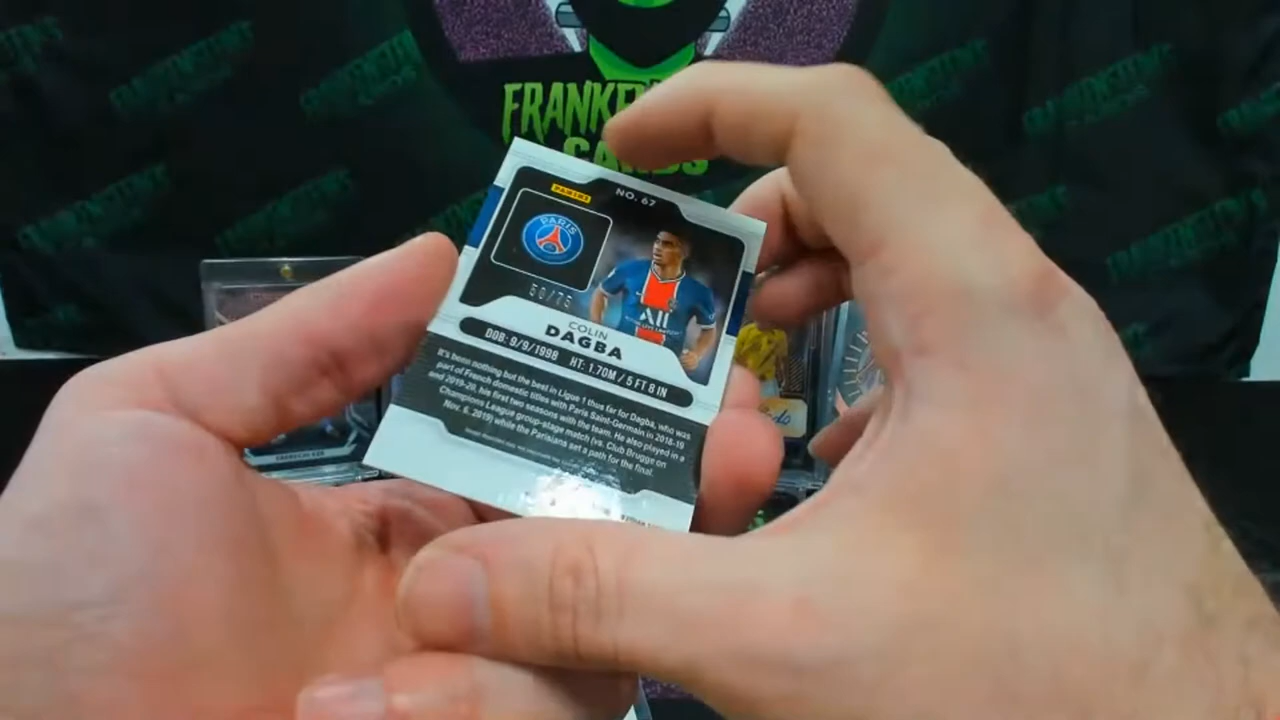 CARDS
PANINI
NO. 67
PARIS
50/75
COLIN
DAGBA
DOB: 9/9/1998 HT: 1.70M / 5 FT 8 IN
It's been nothing but the best in Ligue 1 thus far for Dagba, who was
part of French domestic titles with Paris Saint-Germain in 2018-19
and 2019-20, his first two seasons with the team. He also played in a
Champions League group-stage match (vs. Club Brugge on
Nov. 6, 2019) while the Parisians set a path for the final.